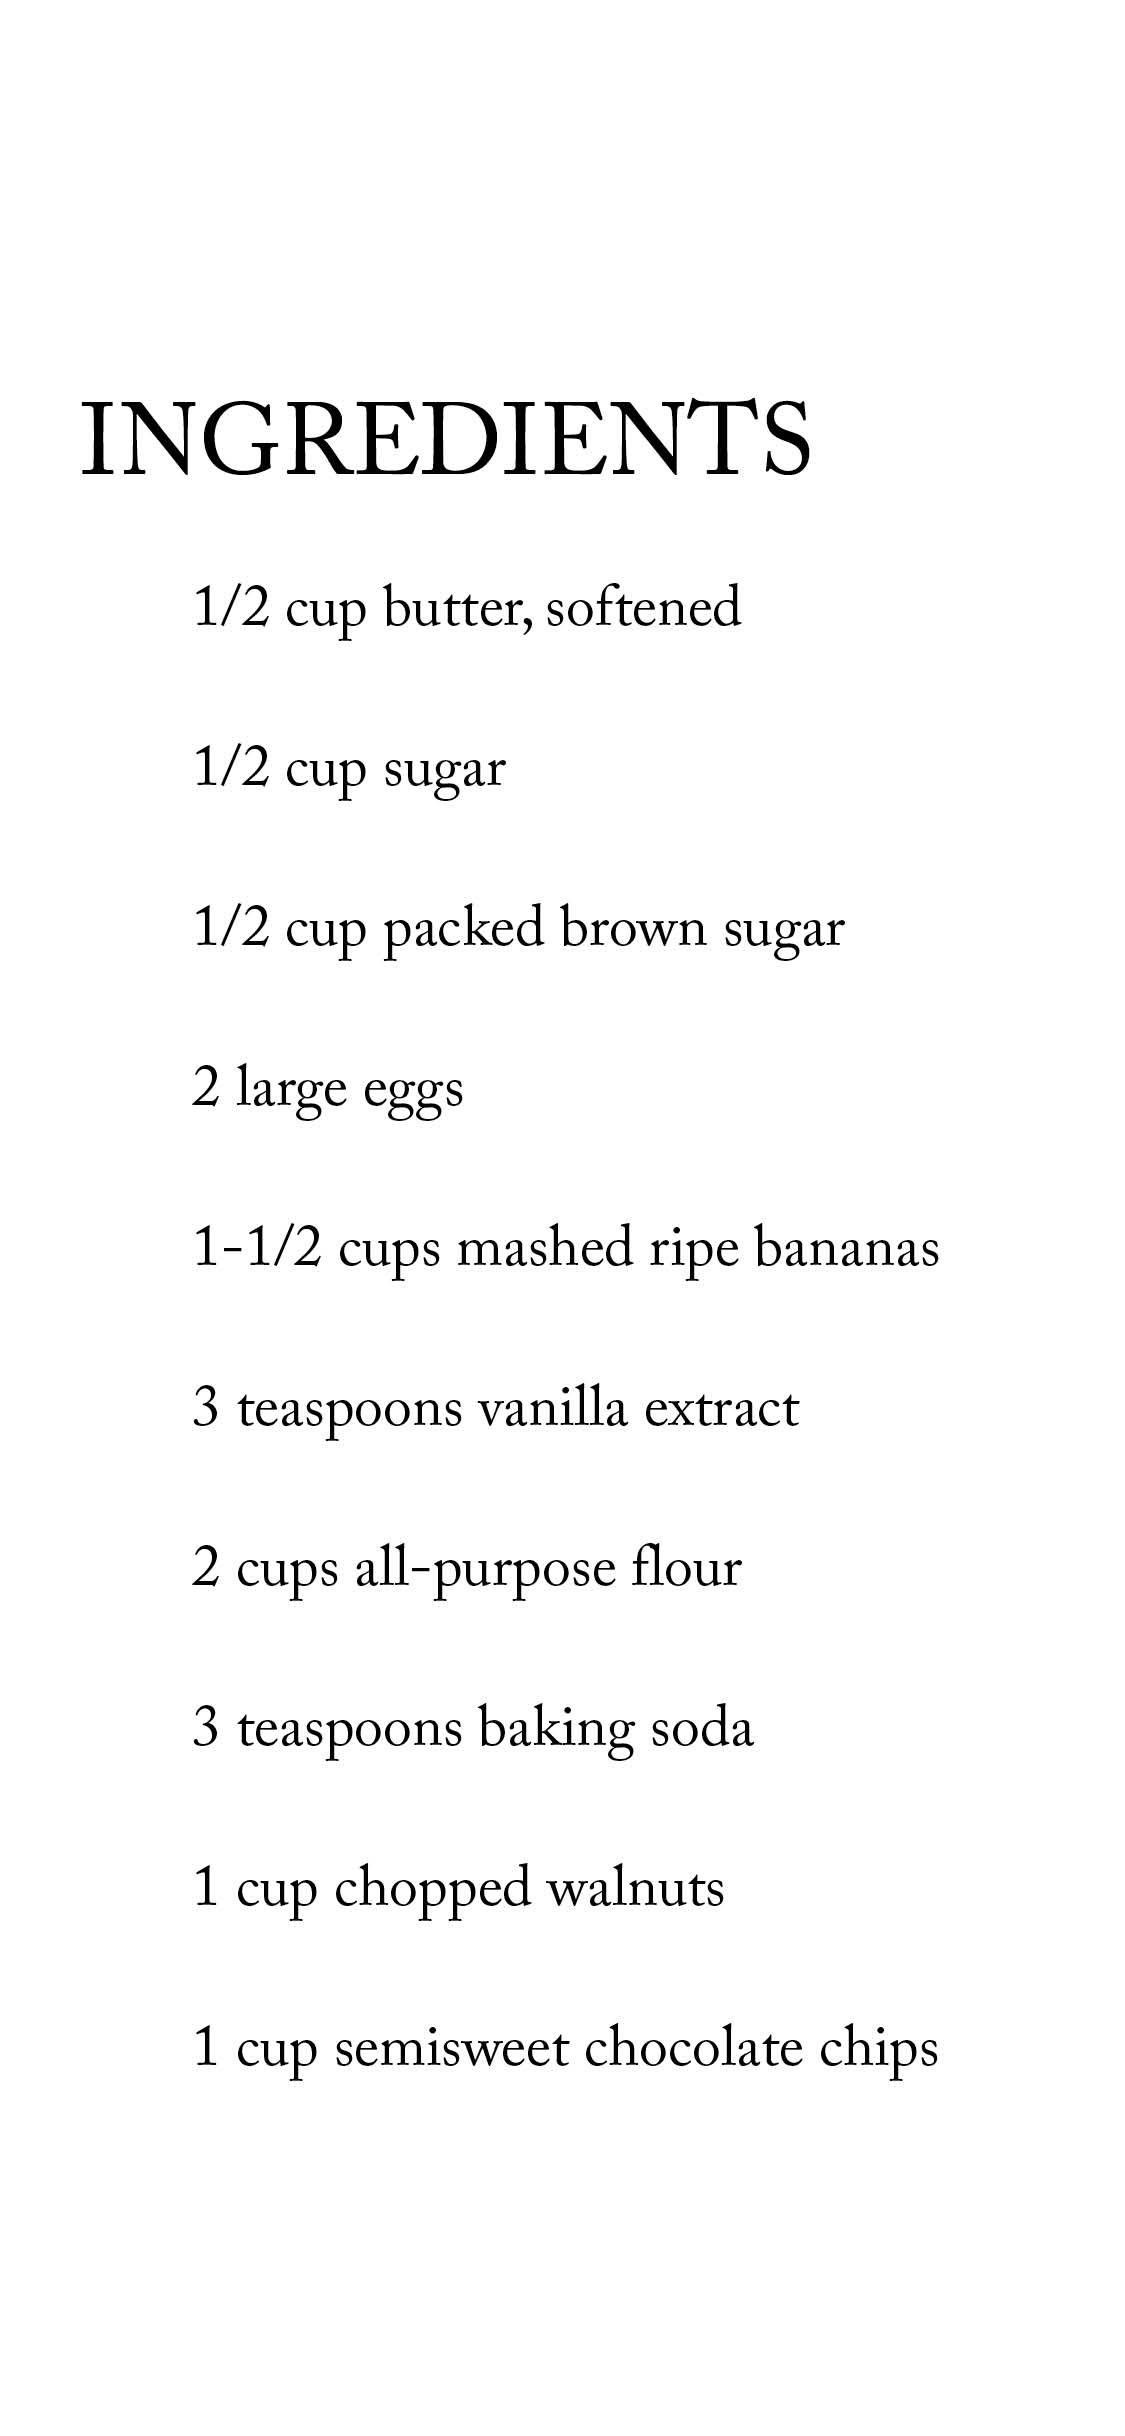 INGREDIENTS
1/2 cup butter, softened
1/2 cup sugar
1/2 cup packed brown sugar
2 large eggs
1-1/2 cups mashed ripe bananas
3 teaspoons vanilla extract
2 cups all-purpose flour
3 teaspoons baking soda
1 cup chopped walnuts
1 cup semisweet chocolate chips